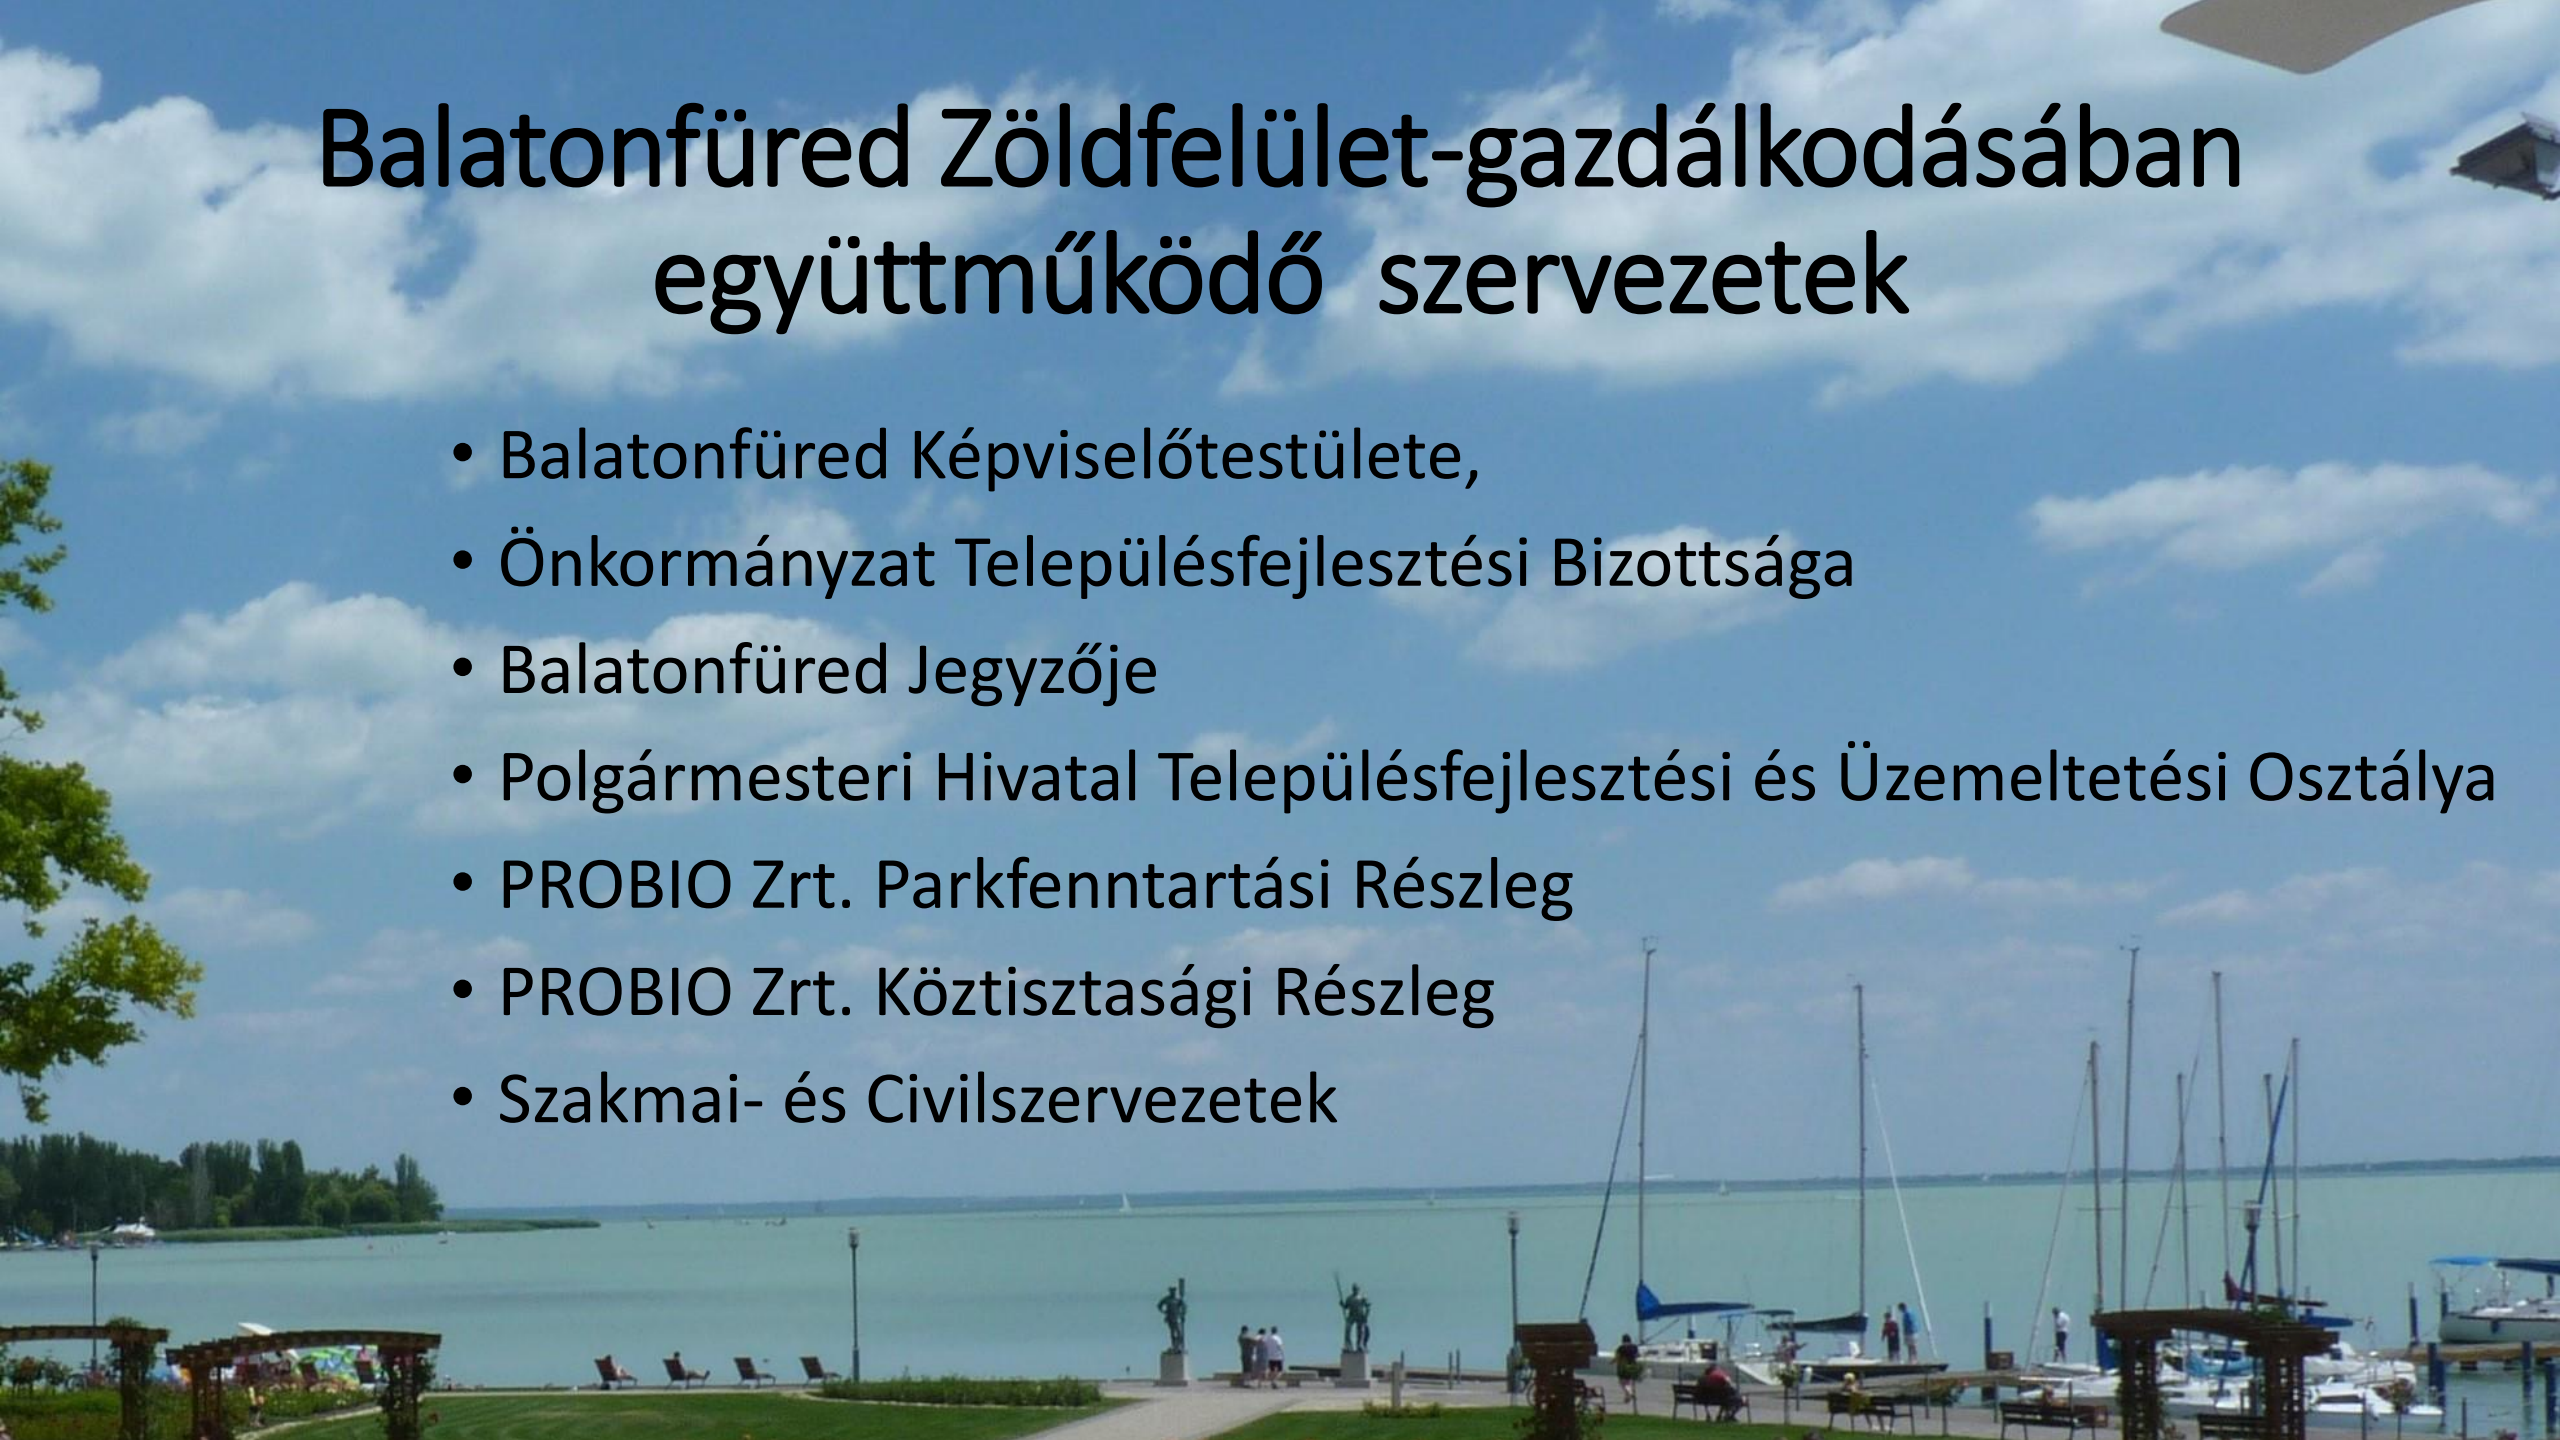 Balatonfüred Zöldfelület-gazdálkodásában
együttműködő  szervezetek
• Balatonfüred Képviselőtestülete,
• Önkormányzat Településfejlesztési Bizottsága
• Balatonfüred Jegyzője
• Polgármesteri Hivatal Településfejlesztési és Üzemeltetési Osztálya
• PROBIO Zrt. Parkfenntartási Részleg
• PROBIO Zrt. Köztisztasági Részleg
• Szakmai- és Civilszervezetek